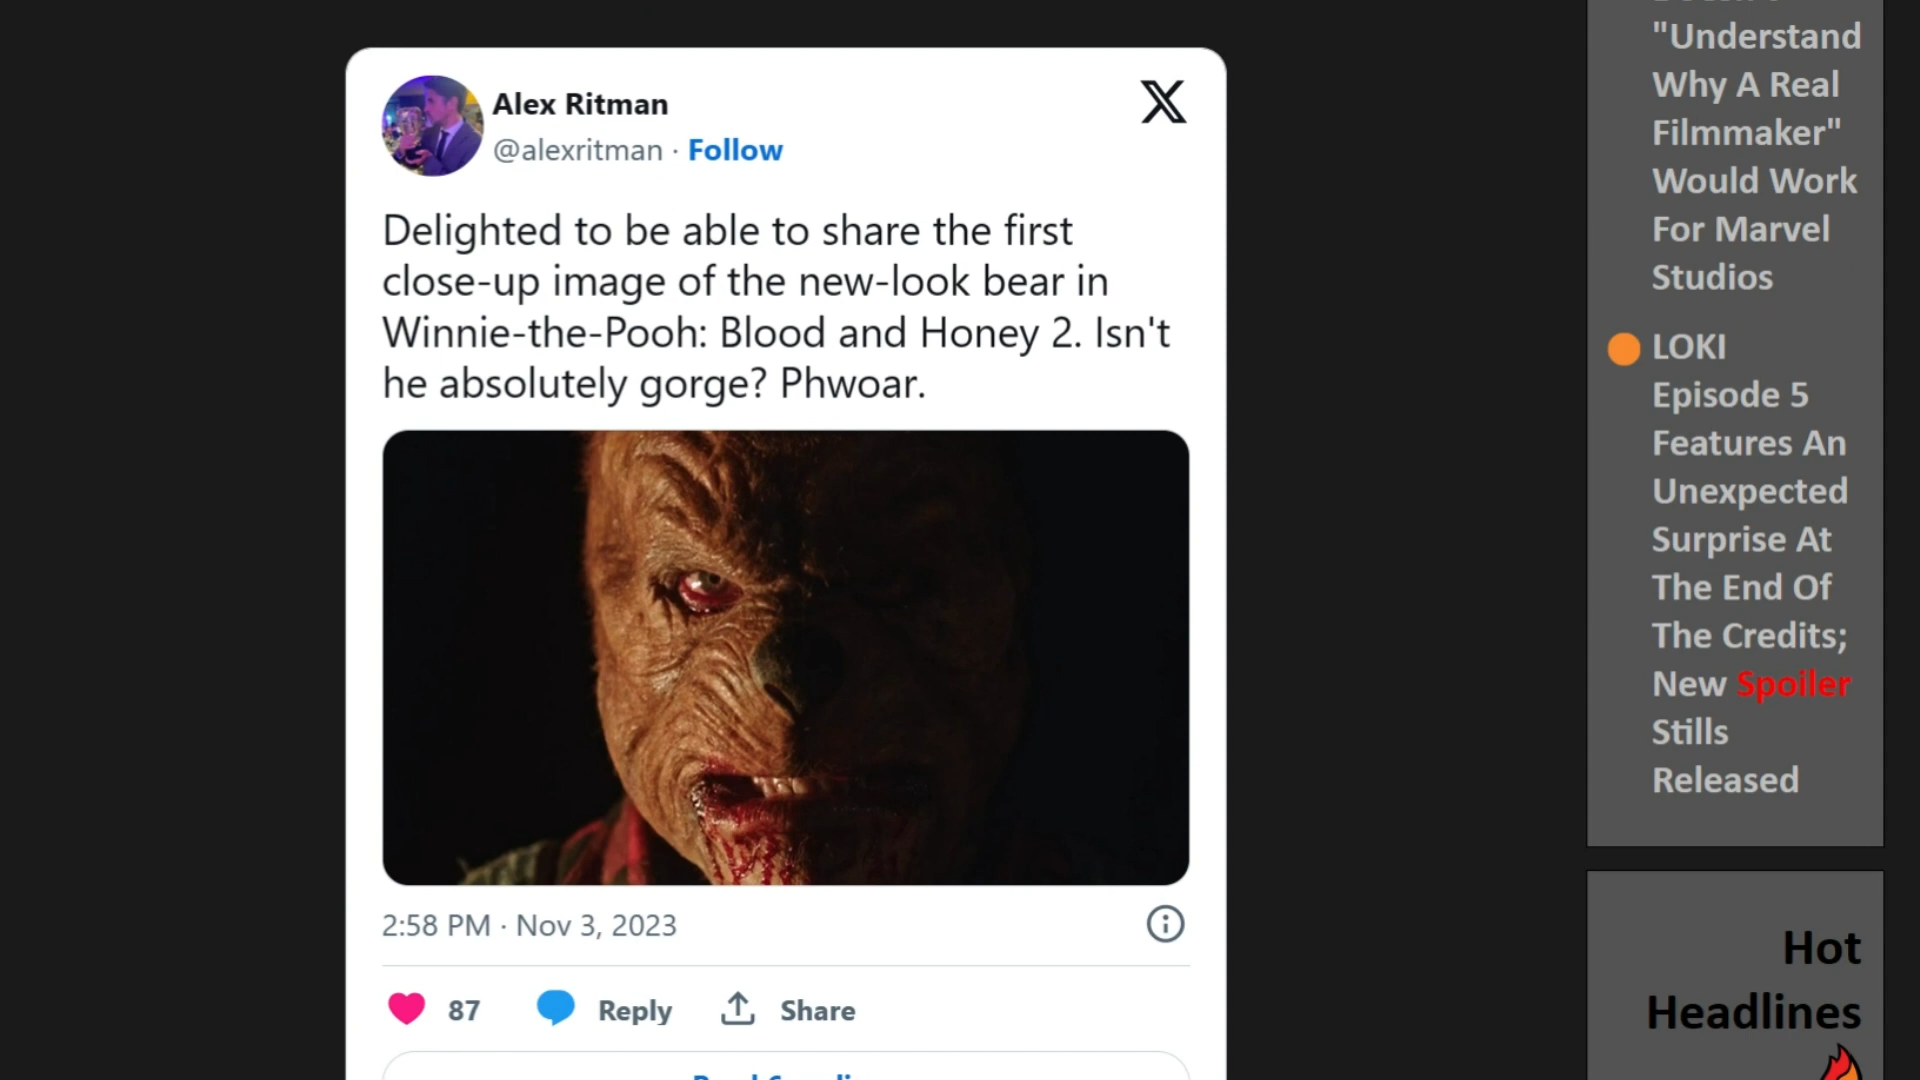 Alex Ritman
@alexritman · Follow
Delighted to be able to share the first
close-up image of the new-look bear in
Winnie-the-Pooh: Blood and Honey 2. Isn't
he absolutely gorge? Phwoar.
2:58 PM · Nov 3, 2023
87
Reply
Share
"Understand
Why A Real
Filmmaker"
Would Work
For Marvel
Studios
LOKI
Episode 5
Features An
Unexpected
Surprise At
The End Of
The Credits;
New Spoiler
Stills
Released
Hot
Headlines